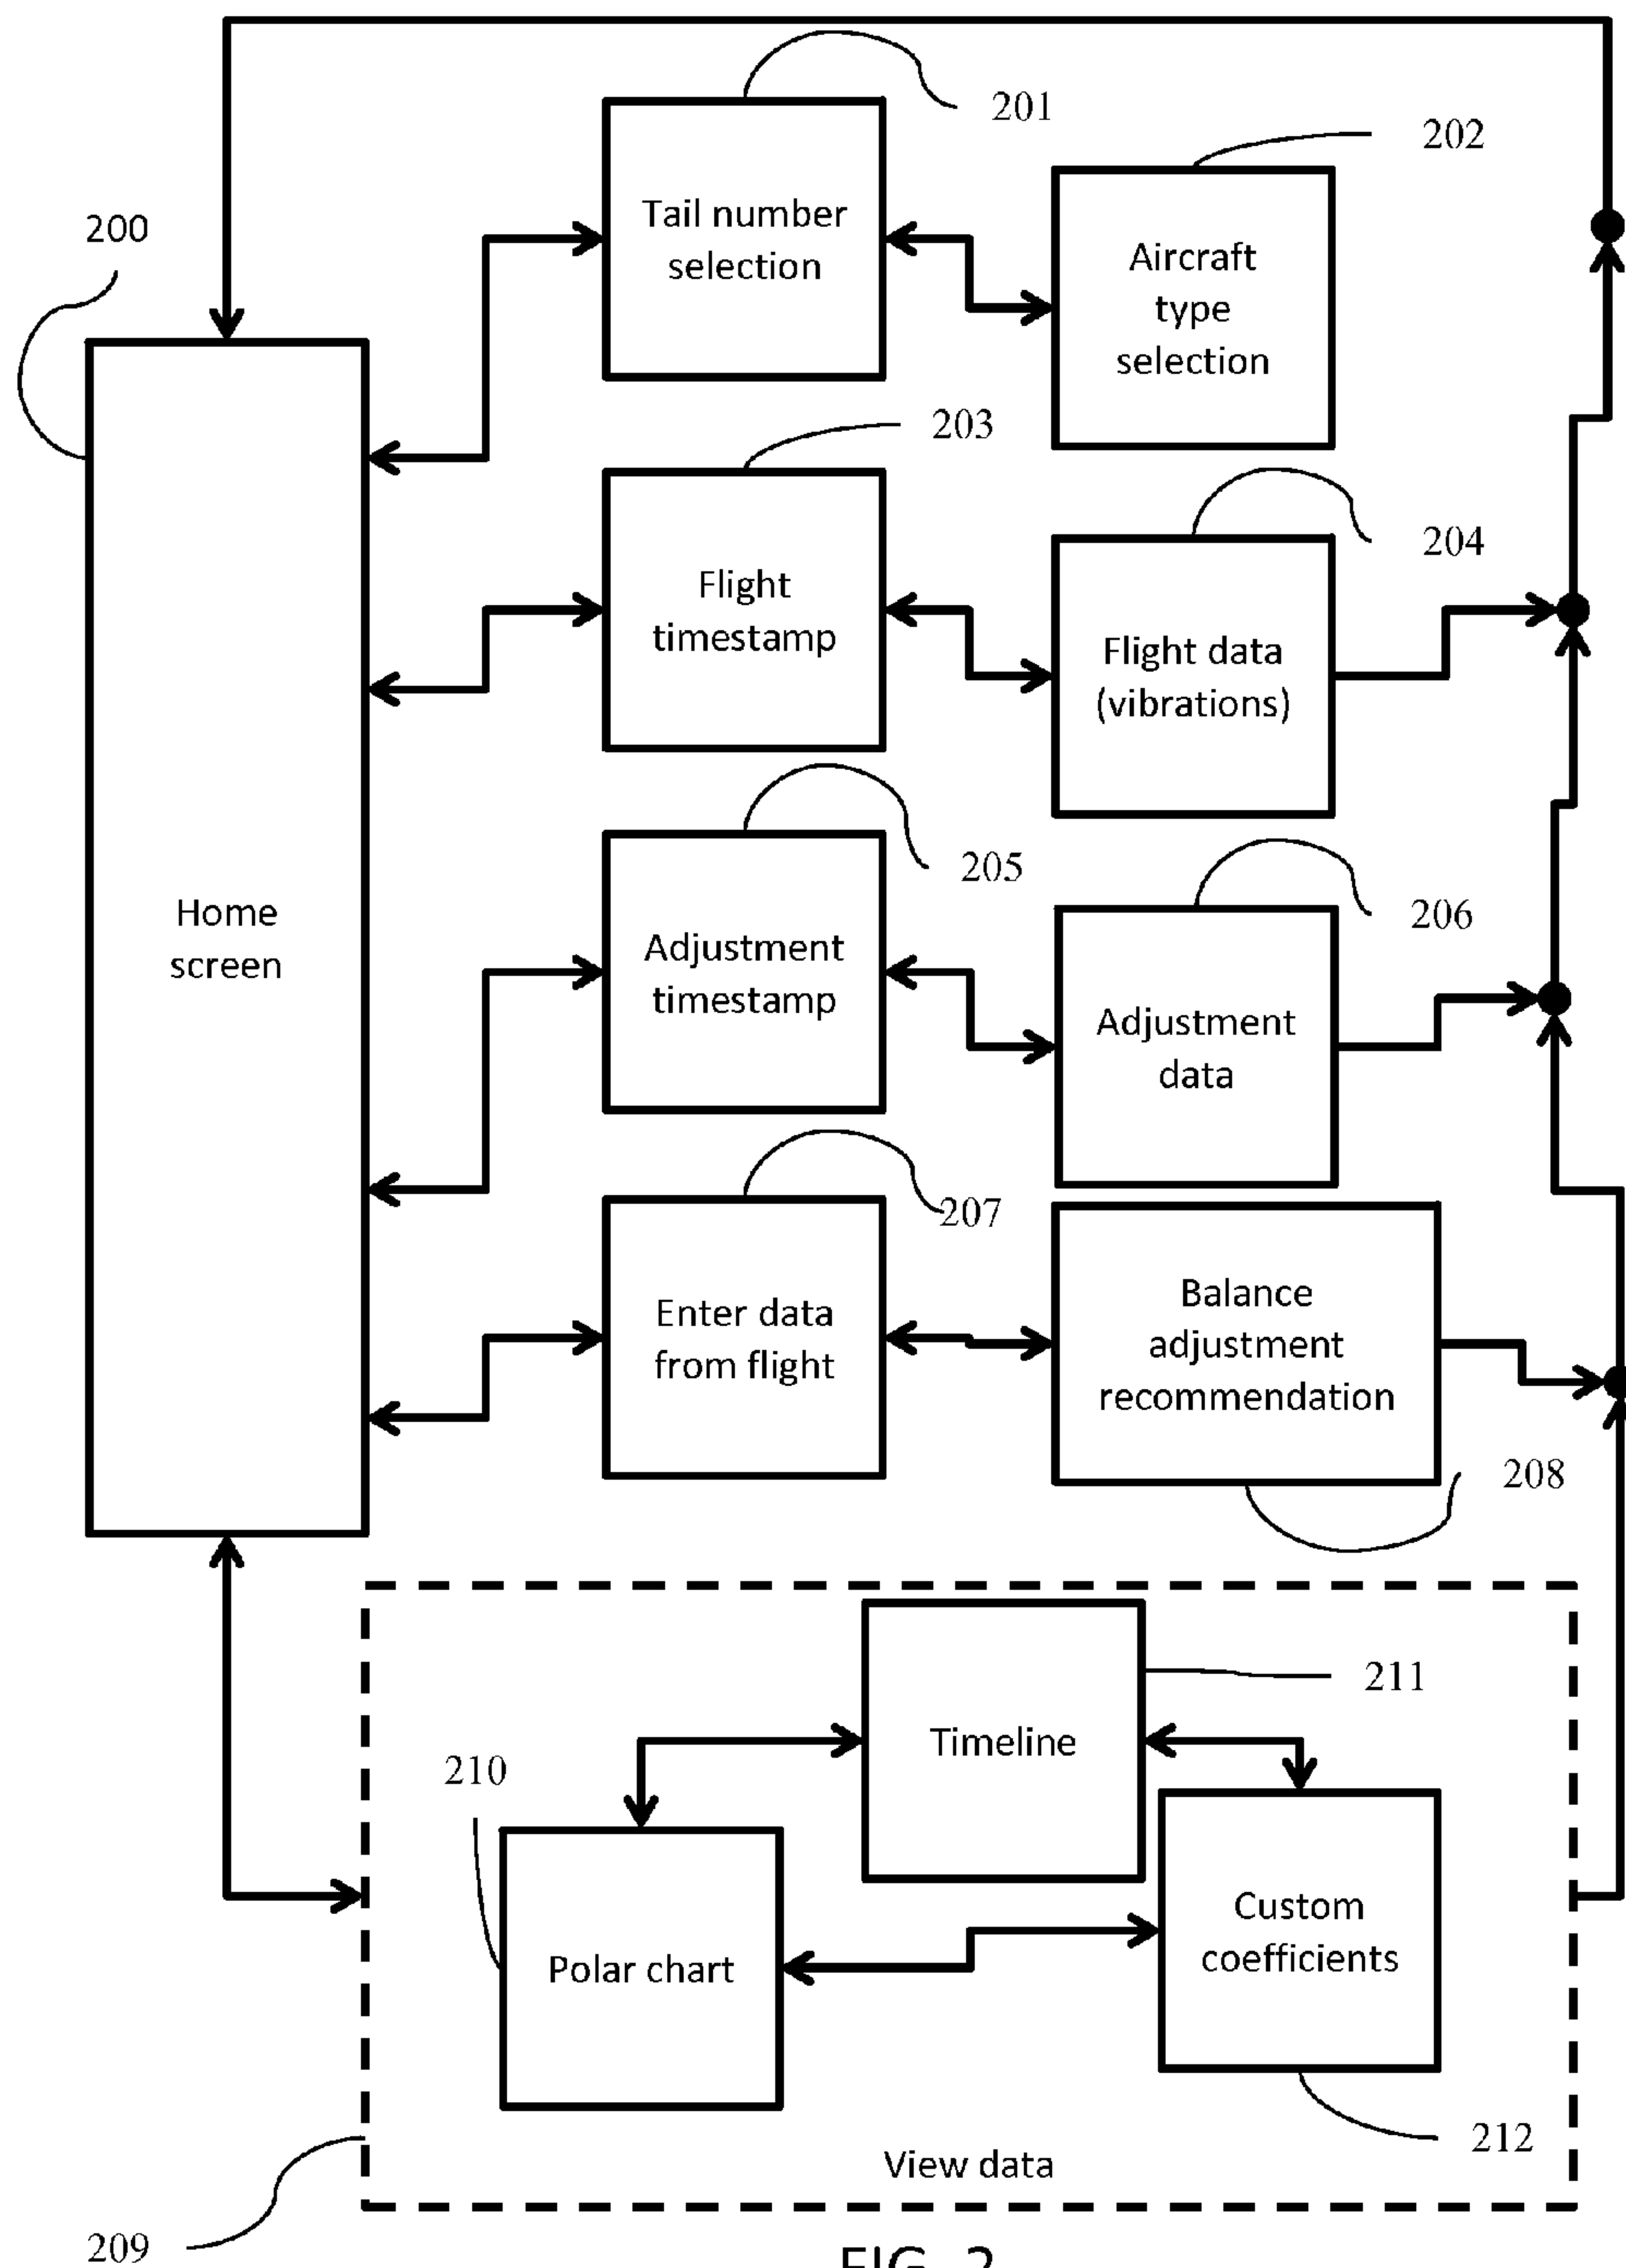 201
202
200
Tail number
selection
Aircraft
type
selection
203
204
Flight
timestamp
Flight data
(vibrations)
205
206
Home
screen
Adjustment
timestamp
Adjustment
data
207
Enter data
from flight
Balance
adjustment
recommendation
208
211
Timeline
210
Custom
coefficients
Polar chart
212
View data
209
FIG. 2